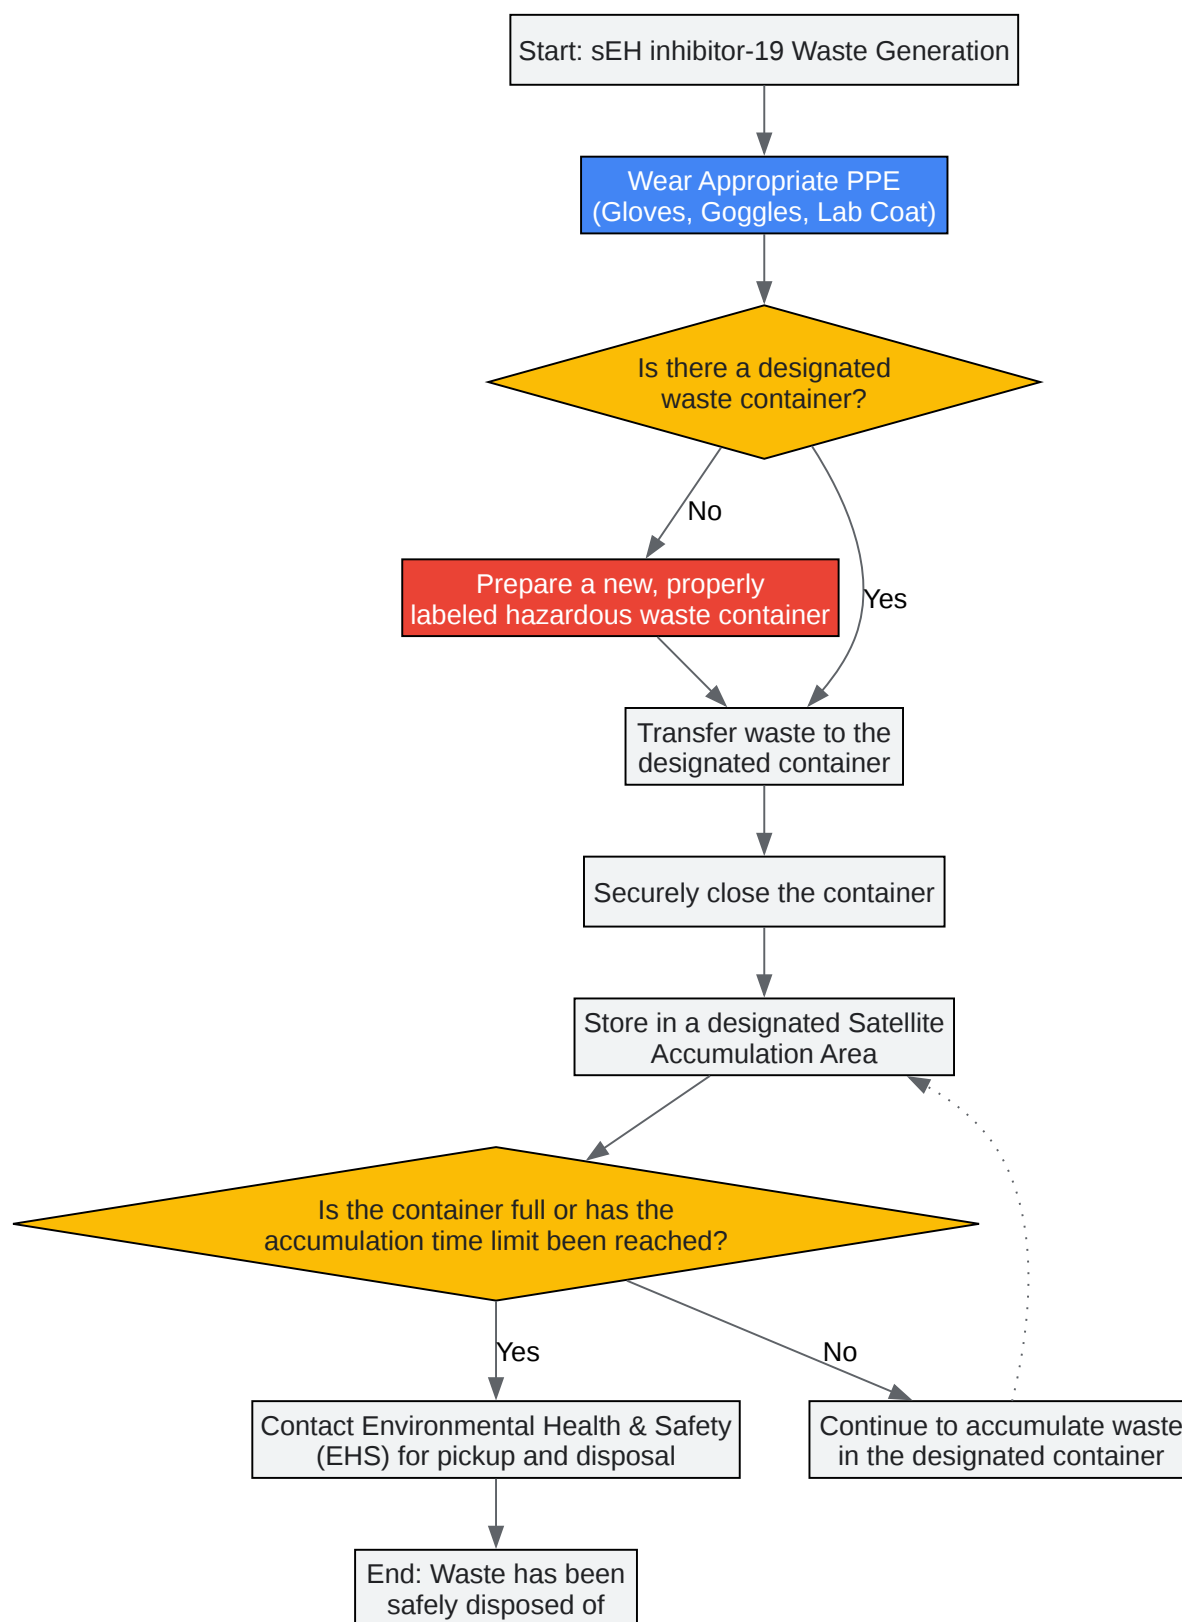 Start: sEH inhibitor-19 Waste Generation
Wear Appropriate PPE
(Gloves, Goggles, Lab Coat)
Is there a designated
waste container?
No
Prepare a new, properly
labeled hazardous waste container
Yes
Transfer waste to the
designated container
Securely close the container
Store in a designated Satellite
Accumulation Area
Is the container full or has the
accumulation time limit been reached?
Yes
No
Contact Environmental Health & Safety
(EHS) for pickup and disposal
Continue to accumulate waste
in the designated container
End: Waste has been
safely disposed of